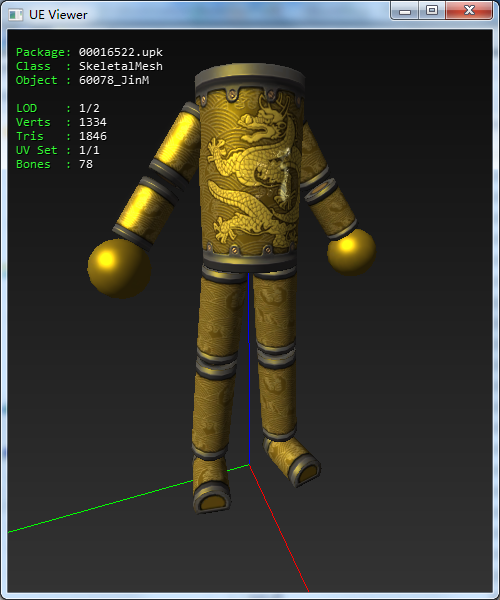 UE Viewer
Package: 00016522.upk
Class : SkeletalMesh
Object : 60078_JinM
LOD : 1/2
Verts : 1334
Tris : 1846
UV Set : 1/1
Bones : 78